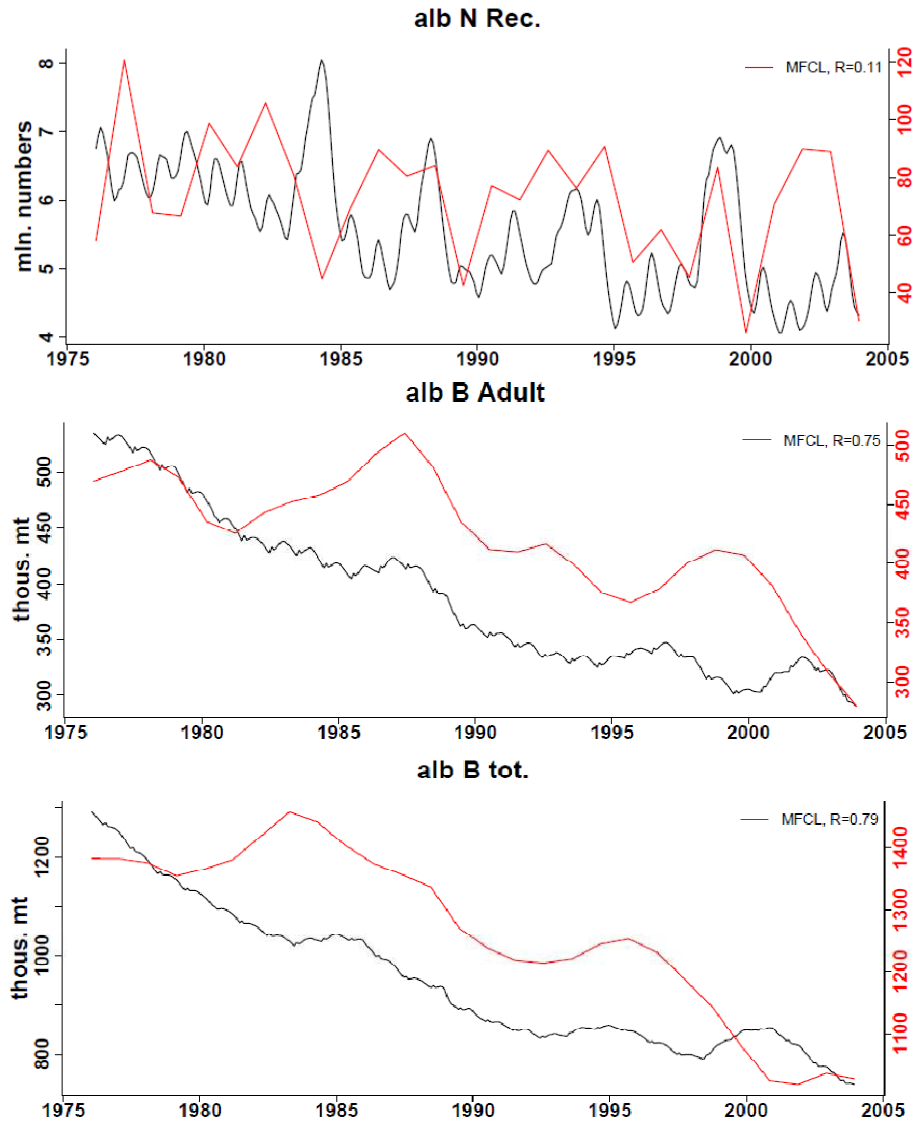 alb N Rec.
8
7
6
5
4
mln. numbers
MFCL, R=0.11
120
100
80
60
40
1975 1980 1985 1990 1995 2000 2005
alb B Adult
500
450
400
350
300
thous. mt
MFCL, R=0.75
500
450
400
350
300
1975 1980 1985 1990 1995 2000 2005
alb B tot.
1200
1000
800
thous. mt
MFCL, R=0.79
1400
1300
1200
1100
1975 1980 1985 1990 1995 2000 2005